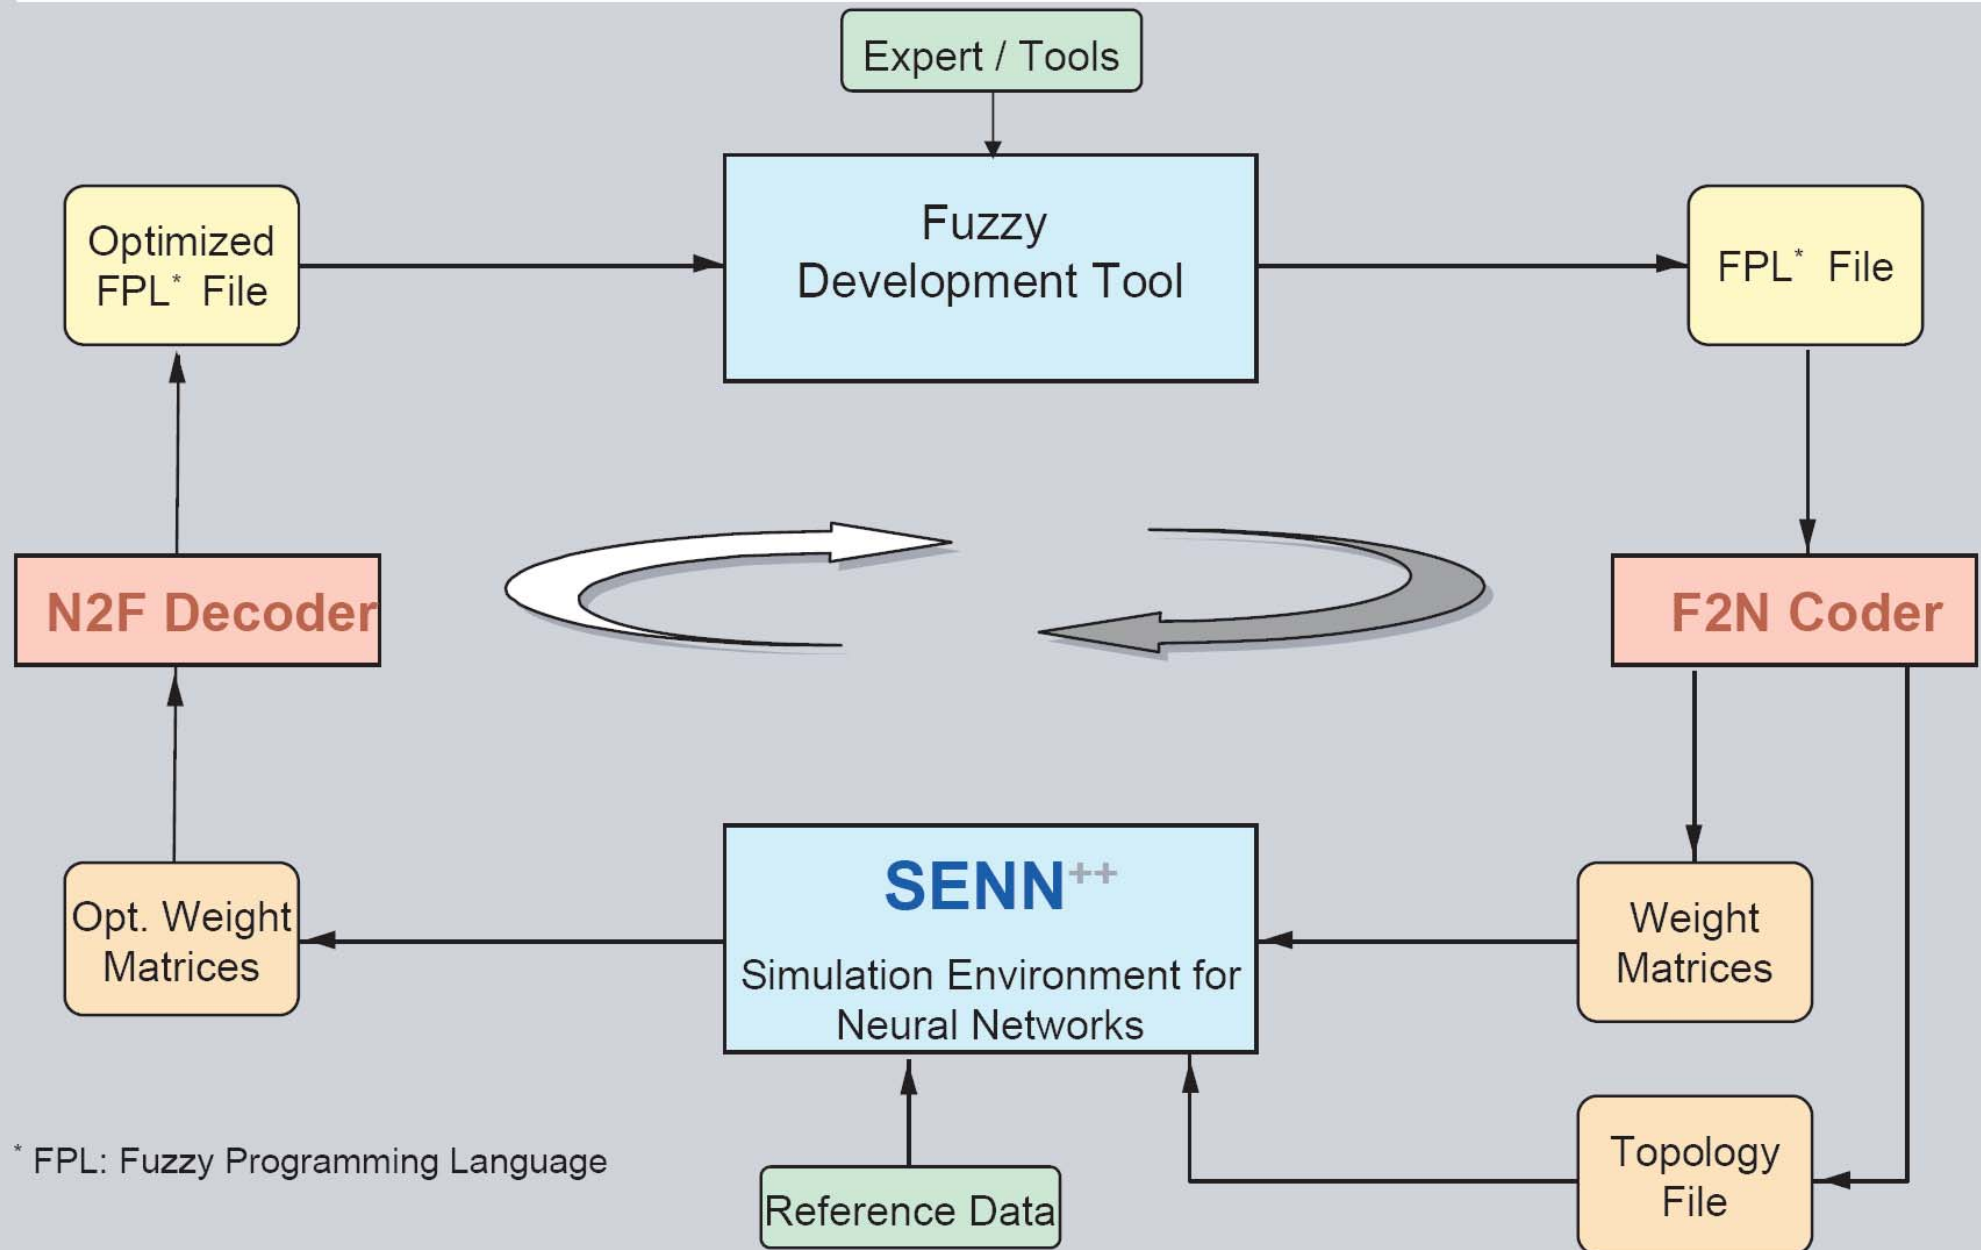 Expert / Tools
Optimized
FPL* File
Fuzzy
Development Tool
FPL* File
N2F Decoder
F2N Coder
Opt. Weight
Matrices
SENN++
Simulation Environment for
Neural Networks
Weight
Matrices
Topology
File
* FPL: Fuzzy Programming Language
Reference Data